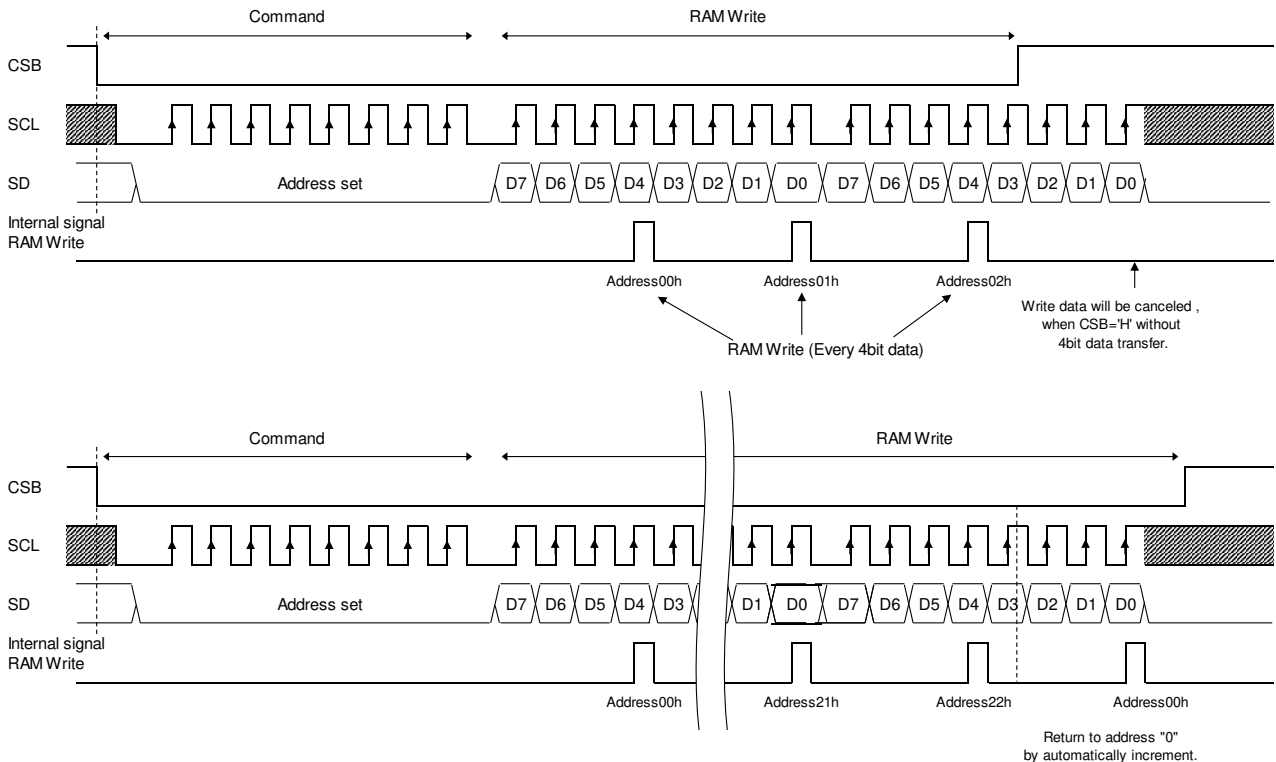 Command RAM Write
CSB
SCL
SD Address set D7 D6 D5 D4 D3 D2 D1 D0 D7 D6 D5 D4 D3 D2 D1 D0
Internal signal
RAM Write
Address00h Address01h Address02h
Write data will be canceled ,
when CSB='H' without
4bit data transfer.
RAM Write (Every 4bit data)
Command RAM Write
CSB
SCL
SD Address set D7 D6 D5 D4 D3 D1 D0 D7 D6 D5 D4 D3 D2 D1 D0
Internal signal
RAM Write
Address00h Address21h Address22h Address00h
Return to address "0"
by automatically increment.